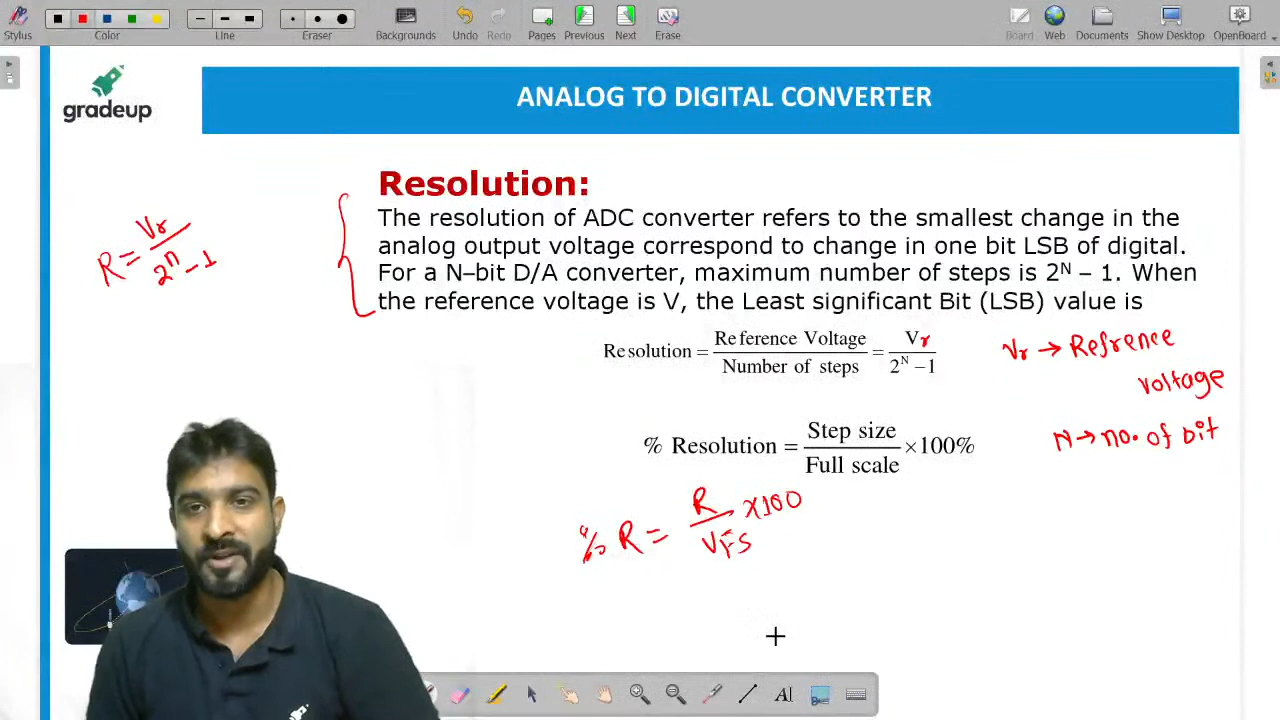 Stylus
Color
Line
Eraser
Backgrounds
Undo
Redo
Pages
Previous
Next
Erase
Board
Web
Documents
Show Desktop
OpenBoard
gradeup
ANALOG TO DIGITAL CONVERTER
Resolution:
The resolution of ADC converter refers to the smallest change in the
analog output voltage correspond to change in one bit LSB of digital.
For a N–bit D/A converter, maximum number of steps is 2ᴺ – 1. When
the reference voltage is V, the Least significant Bit (LSB) value is
R = Vr / 2ⁿ – 1
Resolution = Reference Voltage / Number of steps = Vr / 2ᴺ – 1
Vr → Refrence
voltage
% Resolution = Step size / Full scale × 100%
N → no. of bit
% R = R / VFS × 100